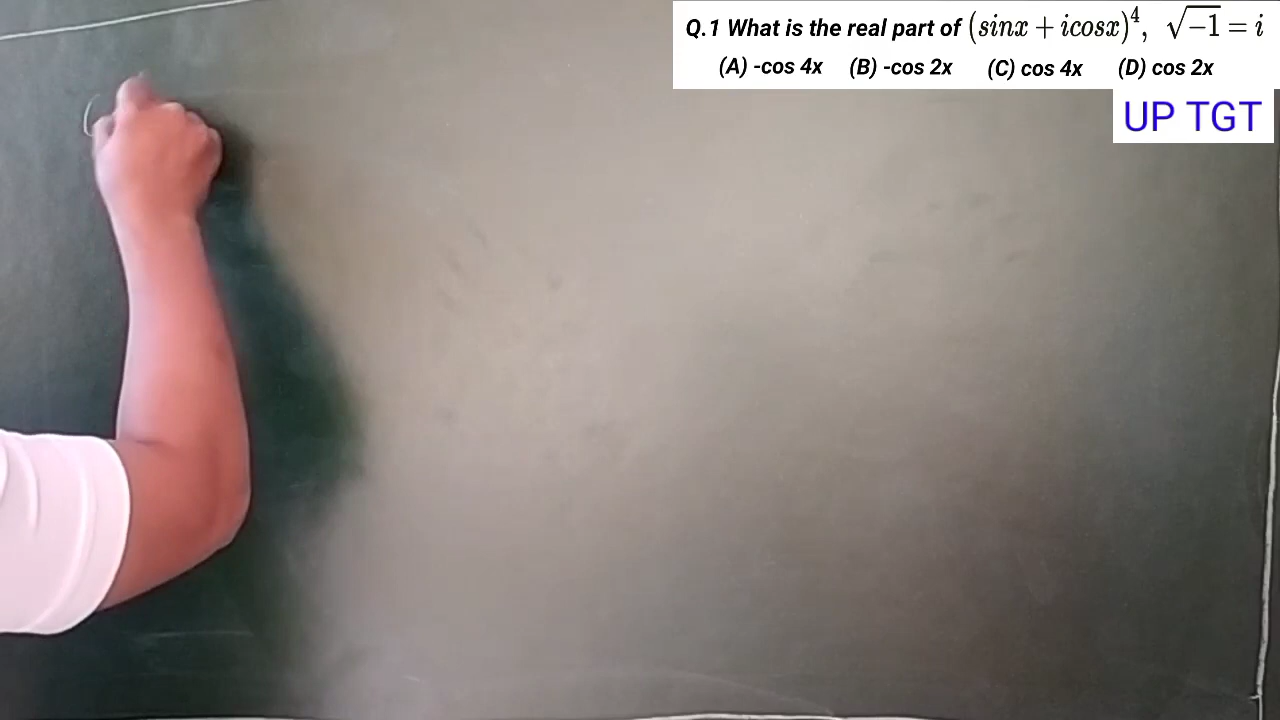 Q.1 What is the real part of (sinx + icosx)⁴, √−1 = i
(A) -cos 4x (B) -cos 2x (C) cos 4x (D) cos 2x
UP TGT